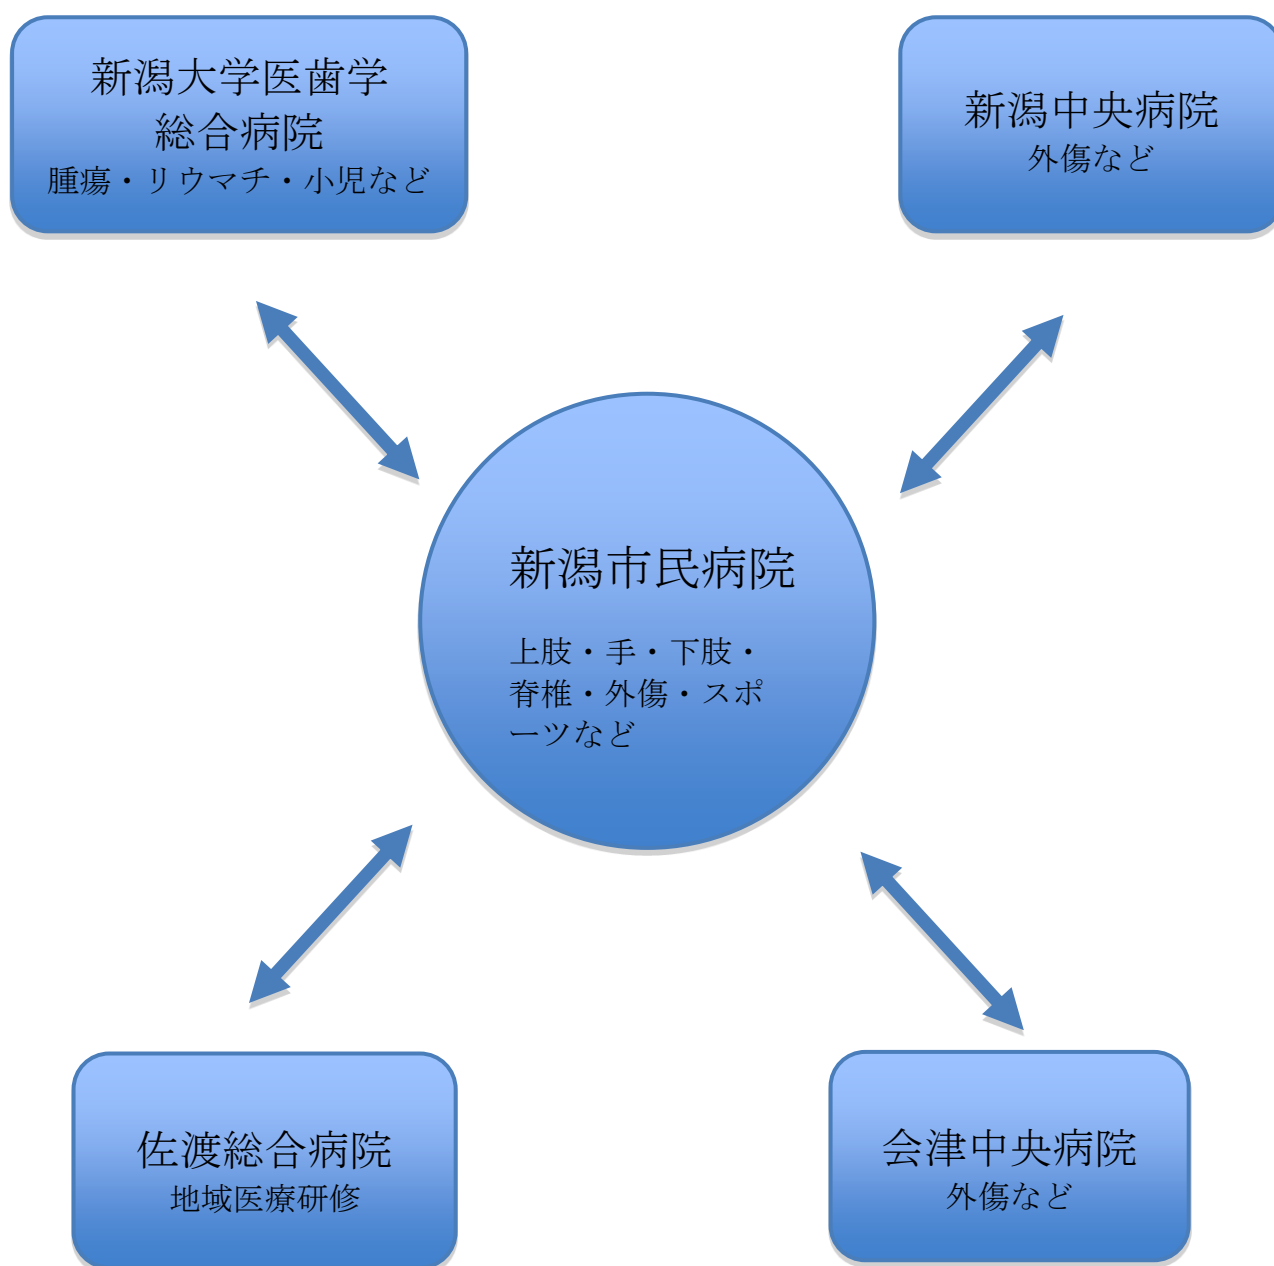 新潟大学医歯学
総合病院
腫瘍・リウマチ・小児など
新潟中央病院
外傷など
新潟市民病院
上肢・手・下肢・
脊椎・外傷・スポ
ーツなど
佐渡総合病院
地域医療研修
会津中央病院
外傷など